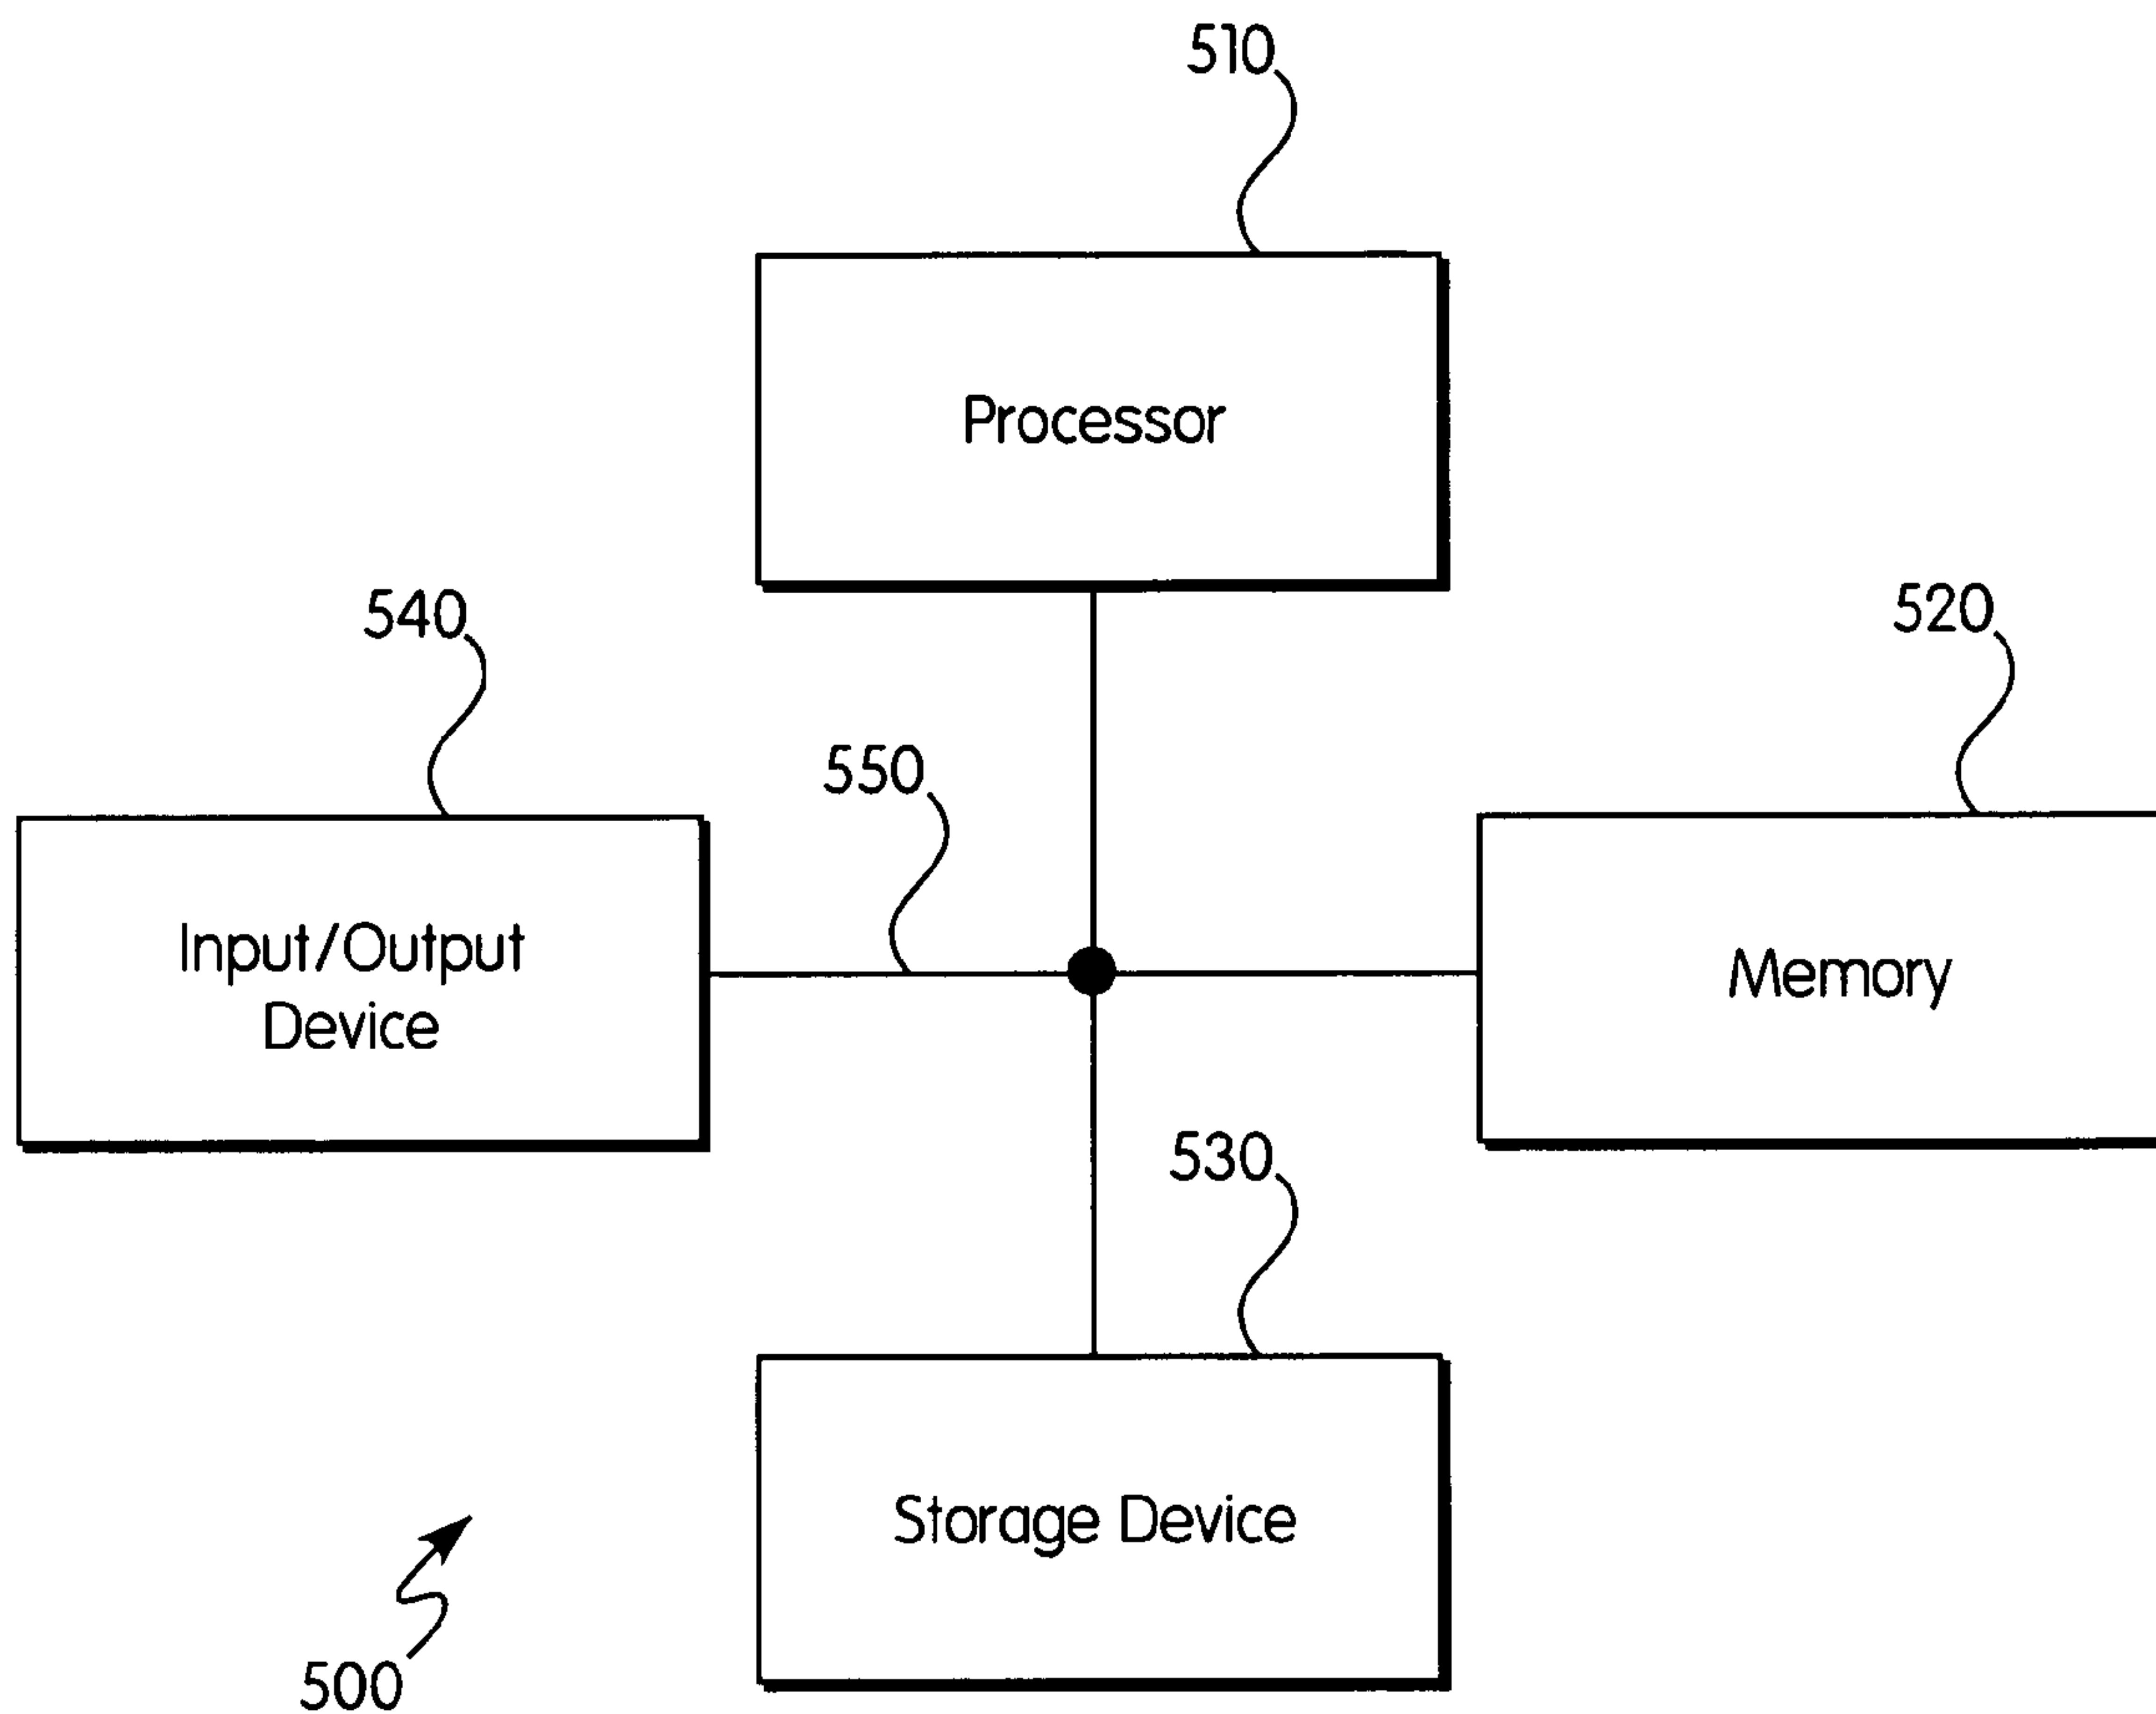 510
Processor
540
520
550
Input/Output
Device
Memory
530
Storage Device
500